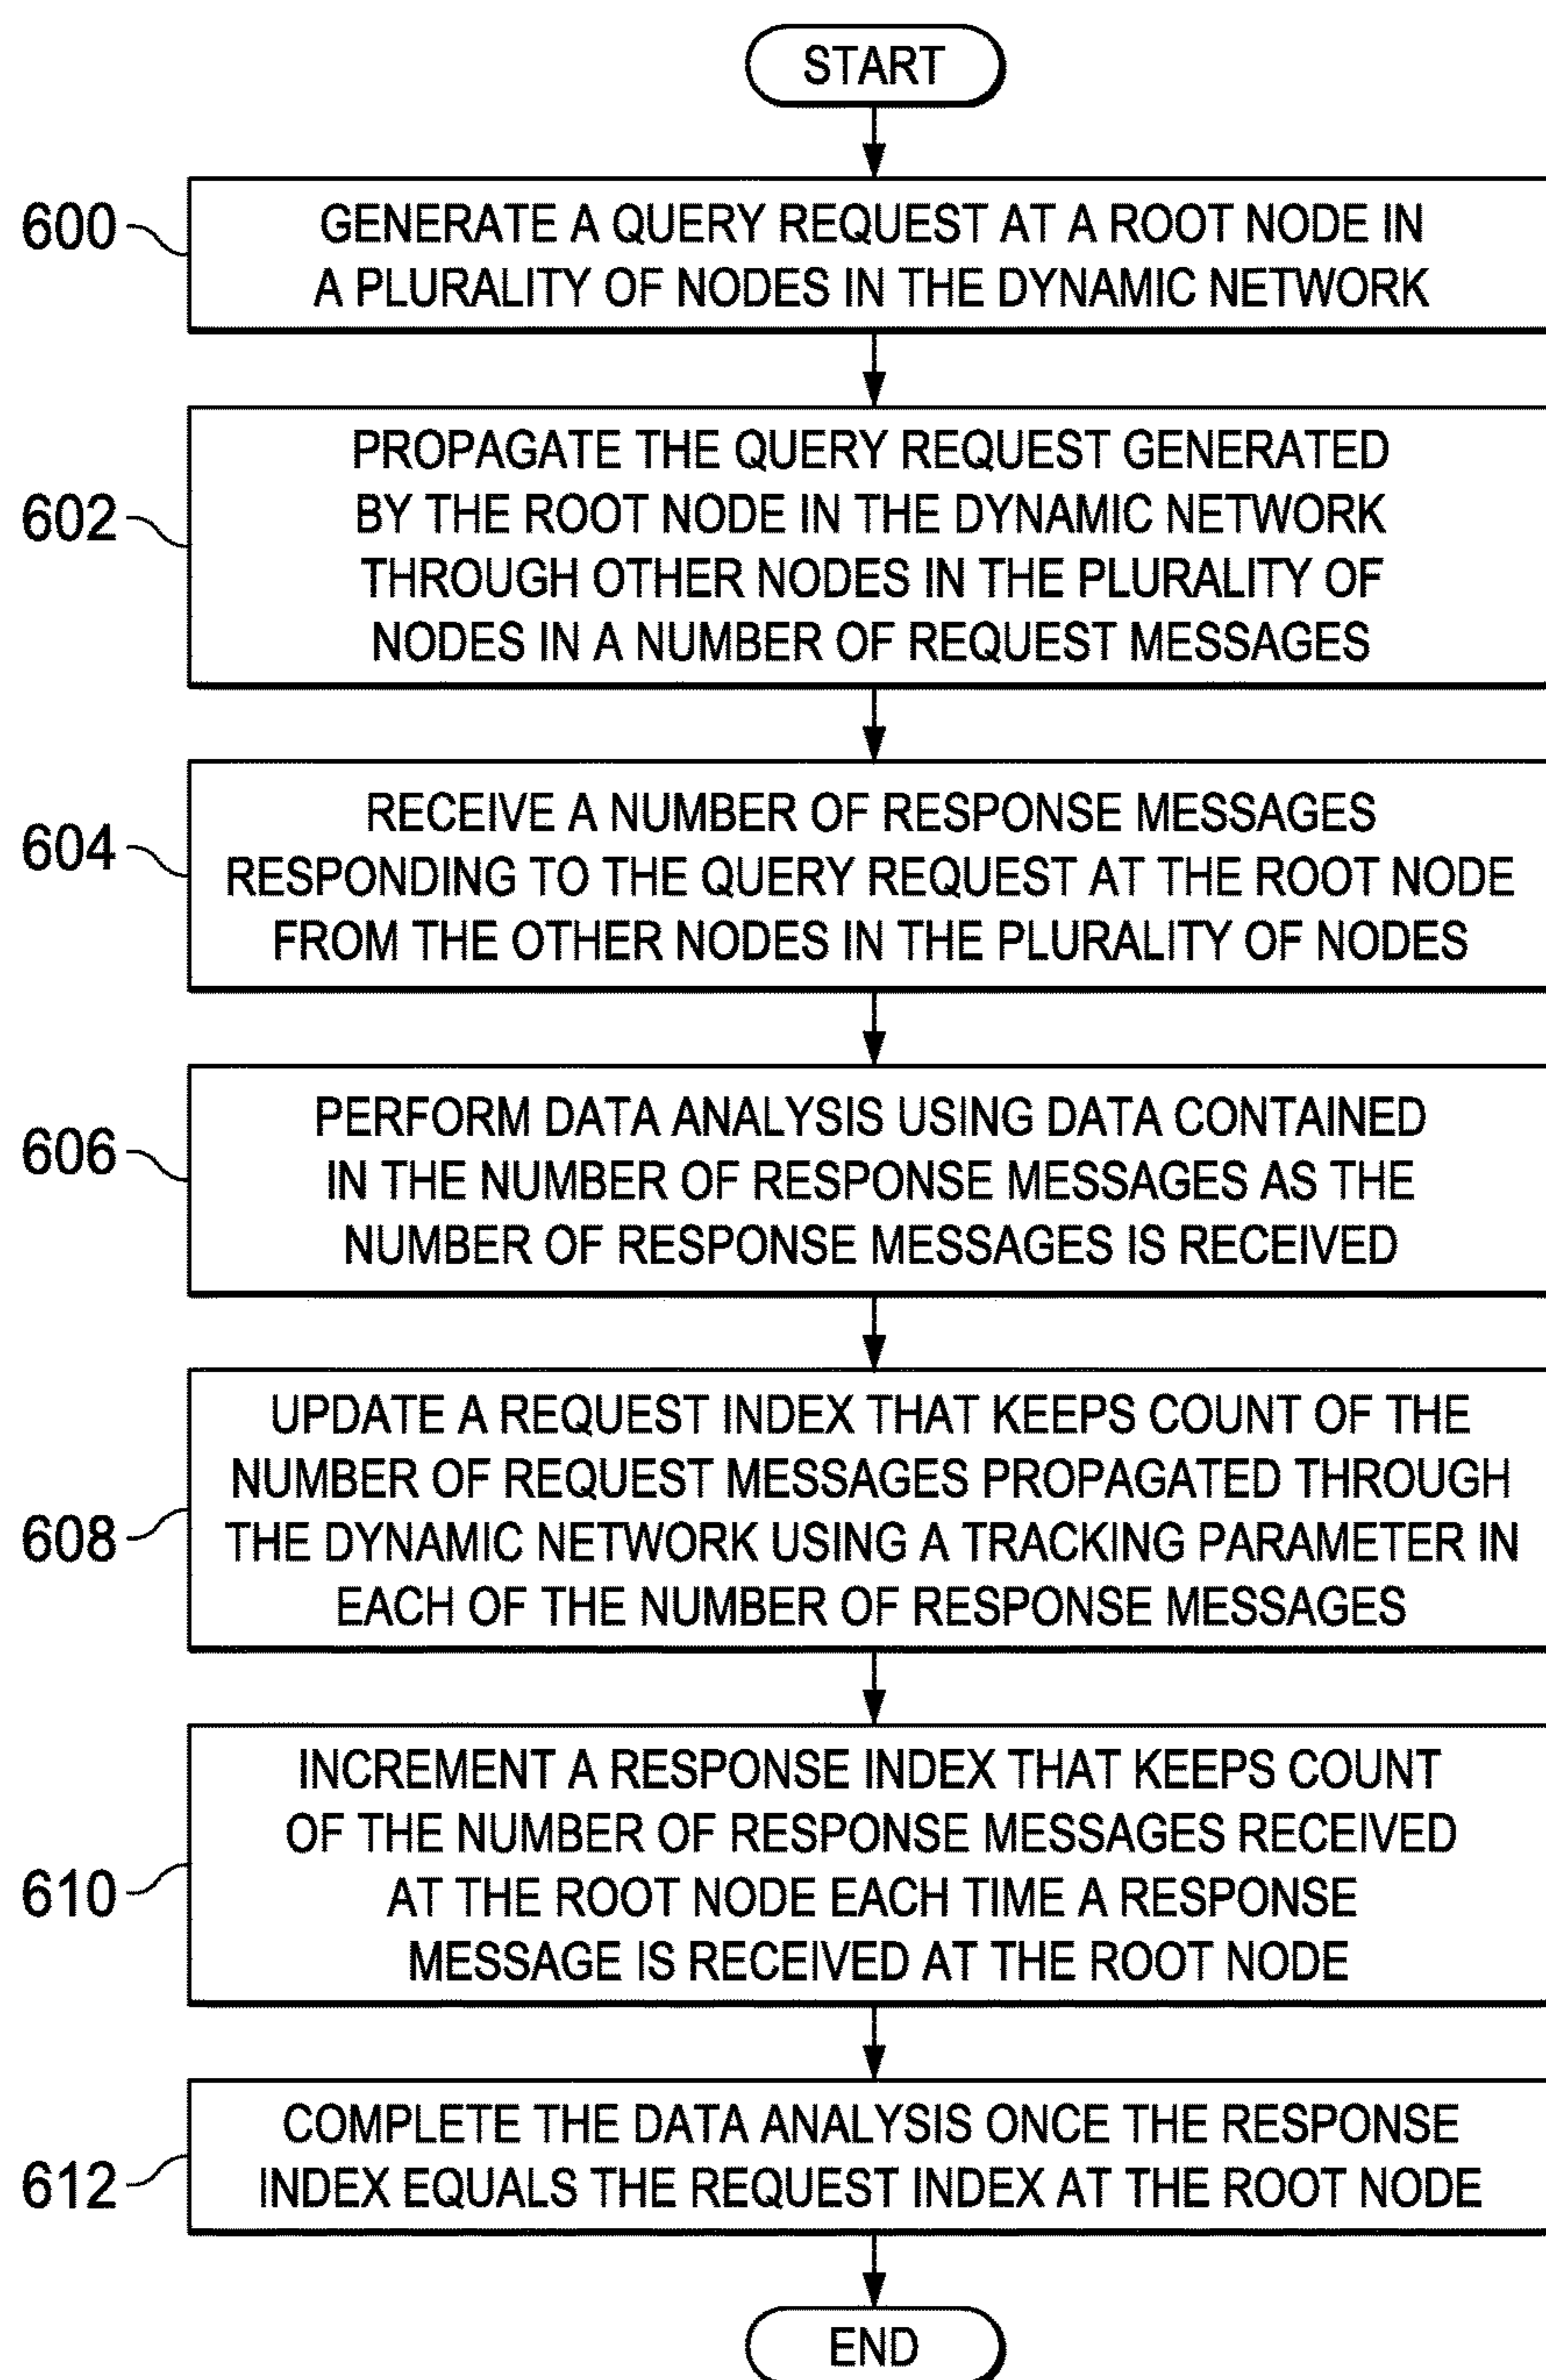 START
600
GENERATE A QUERY REQUEST AT A ROOT NODE IN
A PLURALITY OF NODES IN THE DYNAMIC NETWORK
602
PROPAGATE THE QUERY REQUEST GENERATED
BY THE ROOT NODE IN THE DYNAMIC NETWORK
THROUGH OTHER NODES IN THE PLURALITY OF
NODES IN A NUMBER OF REQUEST MESSAGES
604
RECEIVE A NUMBER OF RESPONSE MESSAGES
RESPONDING TO THE QUERY REQUEST AT THE ROOT NODE
FROM THE OTHER NODES IN THE PLURALITY OF NODES
606
PERFORM DATA ANALYSIS USING DATA CONTAINED
IN THE NUMBER OF RESPONSE MESSAGES AS THE
NUMBER OF RESPONSE MESSAGES IS RECEIVED
608
UPDATE A REQUEST INDEX THAT KEEPS COUNT OF THE
NUMBER OF REQUEST MESSAGES PROPAGATED THROUGH
THE DYNAMIC NETWORK USING A TRACKING PARAMETER IN
EACH OF THE NUMBER OF RESPONSE MESSAGES
610
INCREMENT A RESPONSE INDEX THAT KEEPS COUNT
OF THE NUMBER OF RESPONSE MESSAGES RECEIVED
AT THE ROOT NODE EACH TIME A RESPONSE
MESSAGE IS RECEIVED AT THE ROOT NODE
612
COMPLETE THE DATA ANALYSIS ONCE THE RESPONSE
INDEX EQUALS THE REQUEST INDEX AT THE ROOT NODE
END